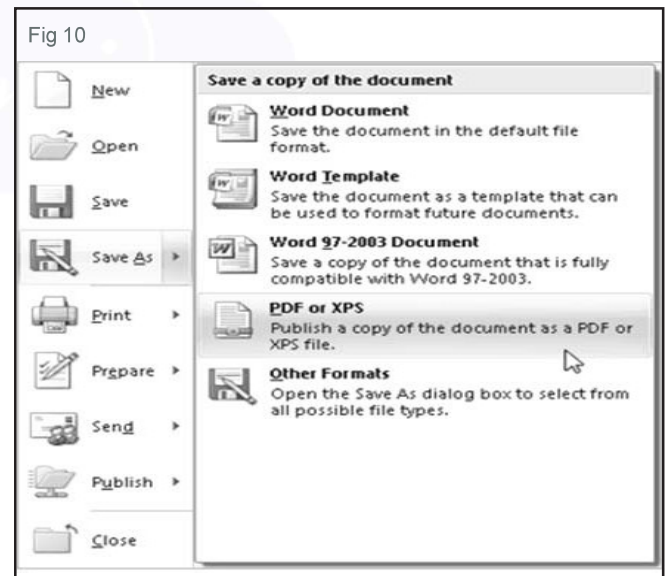 Fig 10
New
Open
Save
Save As
Print
Prepare
Send
Publish
Close
Save a copy of the document
Word Document
Save the document in the default file
format.
Word Template
Save the document as a template that can
be used to format future documents.
Word 97-2003 Document
Save a copy of the document that is fully
compatible with Word 97-2003.
PDF or XPS
Publish a copy of the document as a PDF or
XPS file.
Other Formats
Open the Save As dialog box to select from
all possible file types.